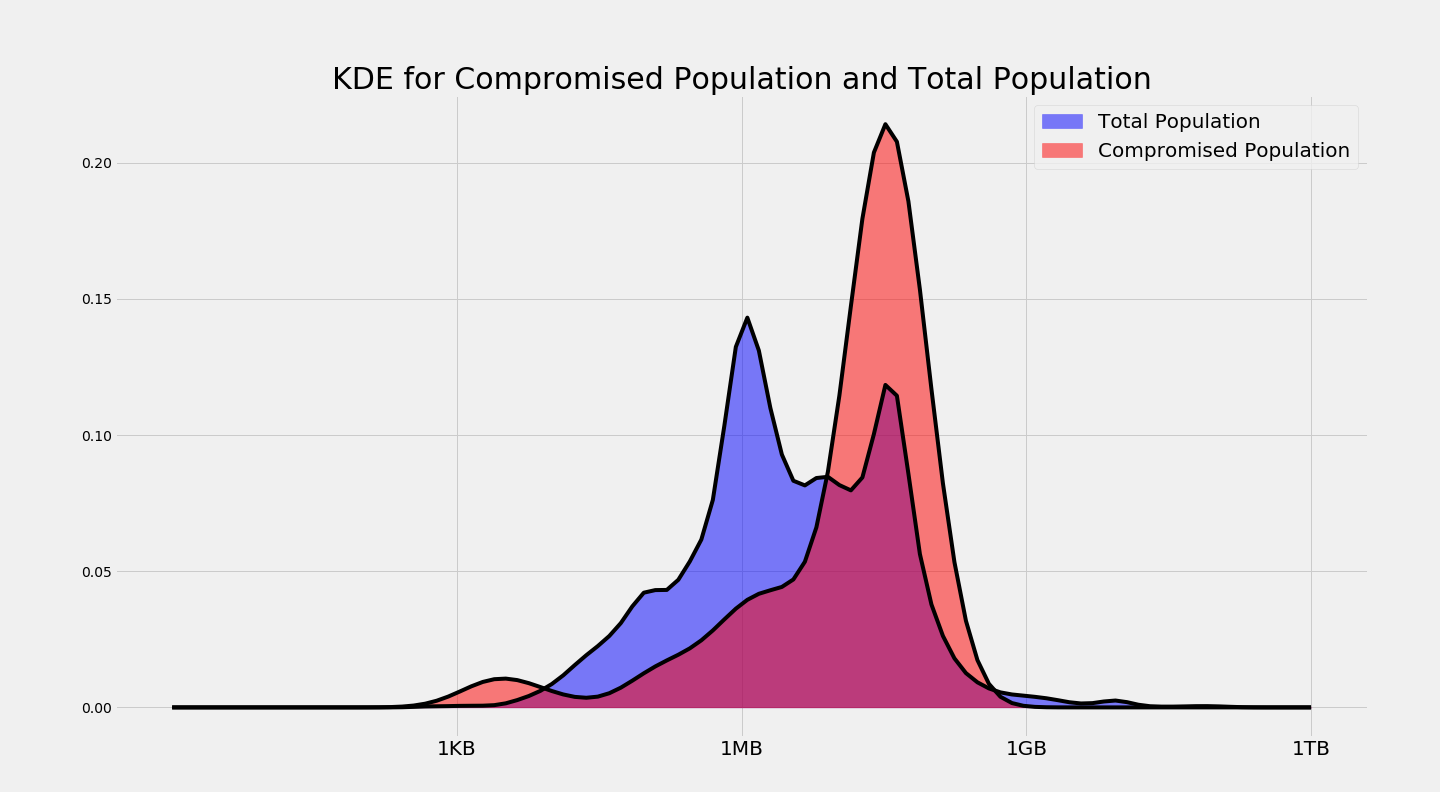 KDE for Compromised Population and Total Population
Total Population
Compromised Population
0.20
0.15
0.10
0.05
0.00
1KB 1MB 1GB 1TB